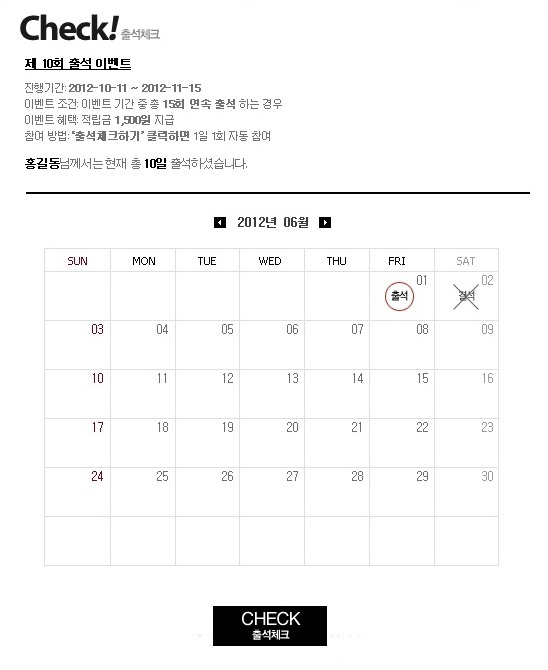 Check! 출석체크
제 10회 출석 이벤트
진행기간: 2012-10-11 ~ 2012-11-15
이벤트 조건: 이벤트 기간 중 총 15회 연속 출석 하는 경우
이벤트 혜택: 적립금 1,500원 지급
참여 방법: '출석체크하기' 클릭하면 1일 1회 자동 참여
홍길동님께서는 현재 총 10일 출석하셨습니다.
2012년 06월
SUN MON TUE WED THU FRI SAT
01 02
출석 결석
03 04 05 06 07 08 09
10 11 12 13 14 15 16
17 18 19 20 21 22 23
24 25 26 27 28 29 30
CHECK
출석체크